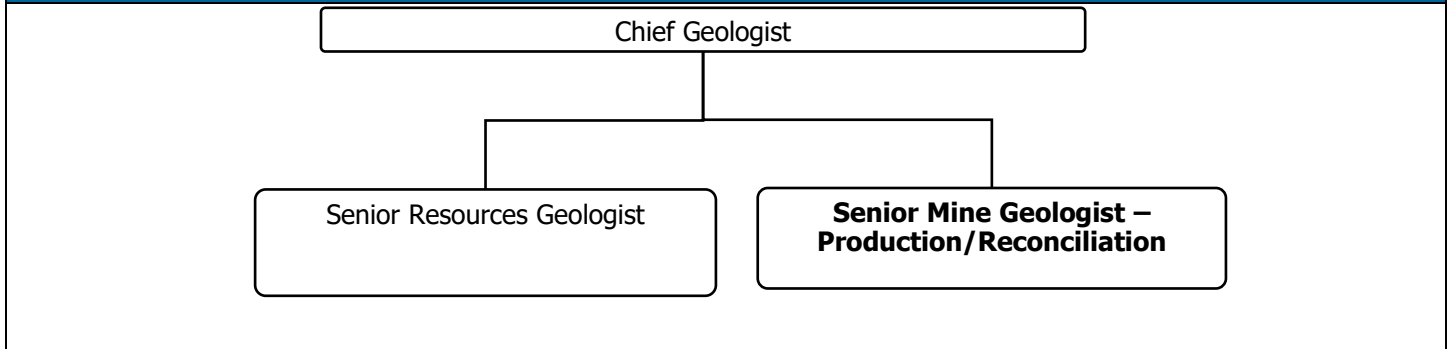 Chief Geologist
Senior Resources Geologist
Senior Mine Geologist –
Production/Reconciliation